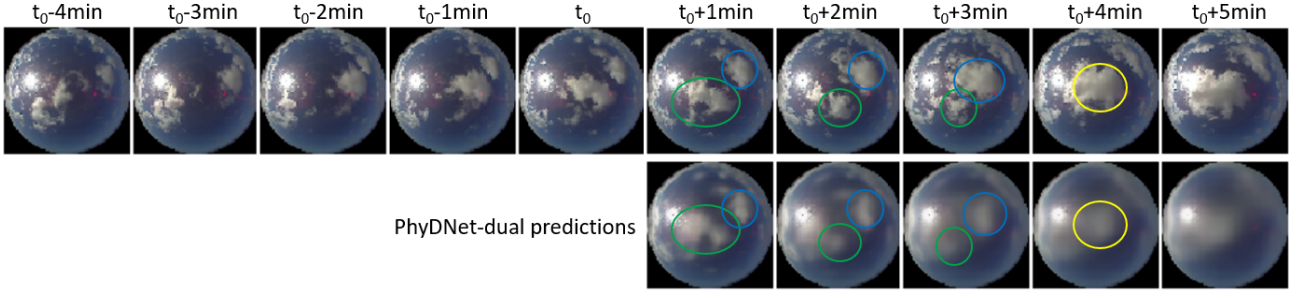 t₀-4min t₀-3min t₀-2min t₀-1min t₀ t₀+1min t₀+2min t₀+3min t₀+4min t₀+5min
PhyDNet-dual predictions